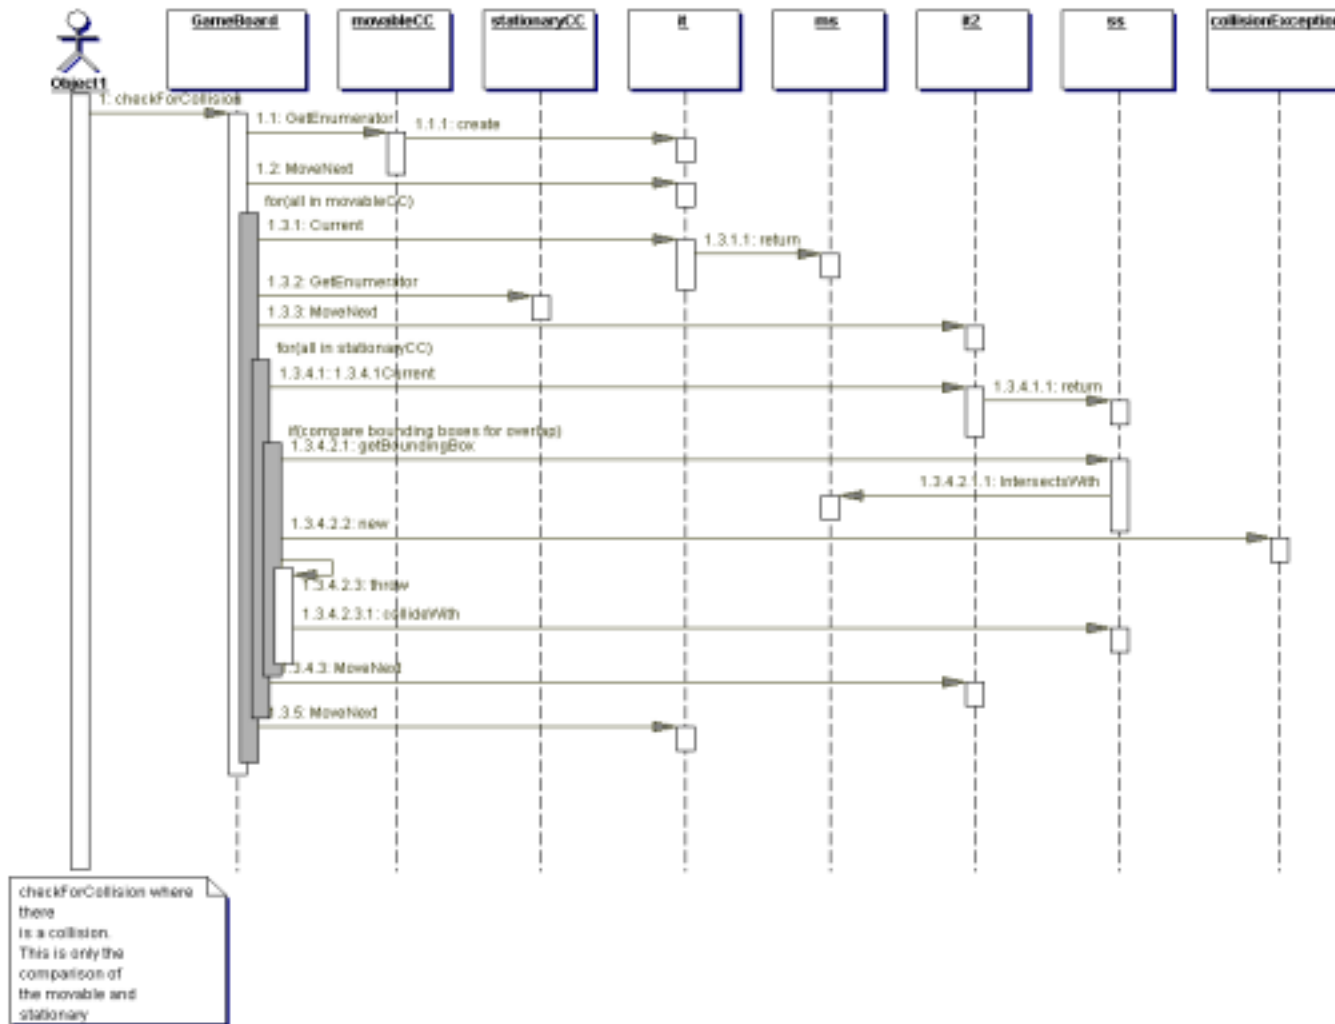 GameBoard
movableCC
stationaryCC
it
ms
it2
ss
collisionException
Object1
1: checkForCollision
1.1: GetEnumerator
1.1.1: create
1.2: MoveNext
for(all in movableCC)
1.3.1: Current
1.3.1.1: return
1.3.2: GetEnumerator
1.3.3: MoveNext
for(all in stationaryCC)
1.3.4.1: 1.3.4.1Current
1.3.4.1.1: return
if(compare bounding boxes for overlap)
1.3.4.2.1: getBoundingBox
1.3.4.2.1.1: IntersectsWith
1.3.4.2.2: new
1.3.4.2.3: throw
1.3.4.2.3.1: collideWith
1.3.4.3: MoveNext
1.3.5: MoveNext
checkForCollision where
there
is a collision.
This is only the
comparison of
the movable and
stationary